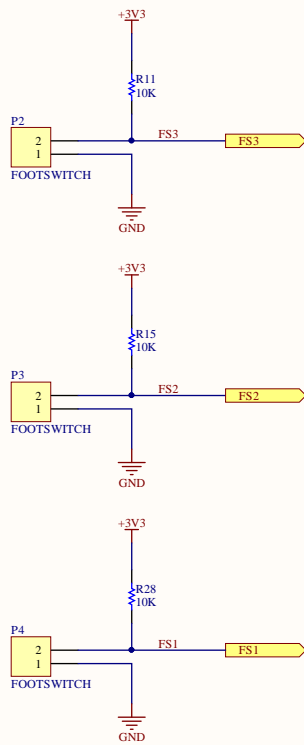 +3V3
R11
10K
P2
2
FS3
FS3
1
FOOTSWITCH
GND
+3V3
R15
10K
P3
2
FS2
FS2
1
FOOTSWITCH
GND
+3V3
R28
10K
P4
2
FS1
FS1
1
FOOTSWITCH
GND